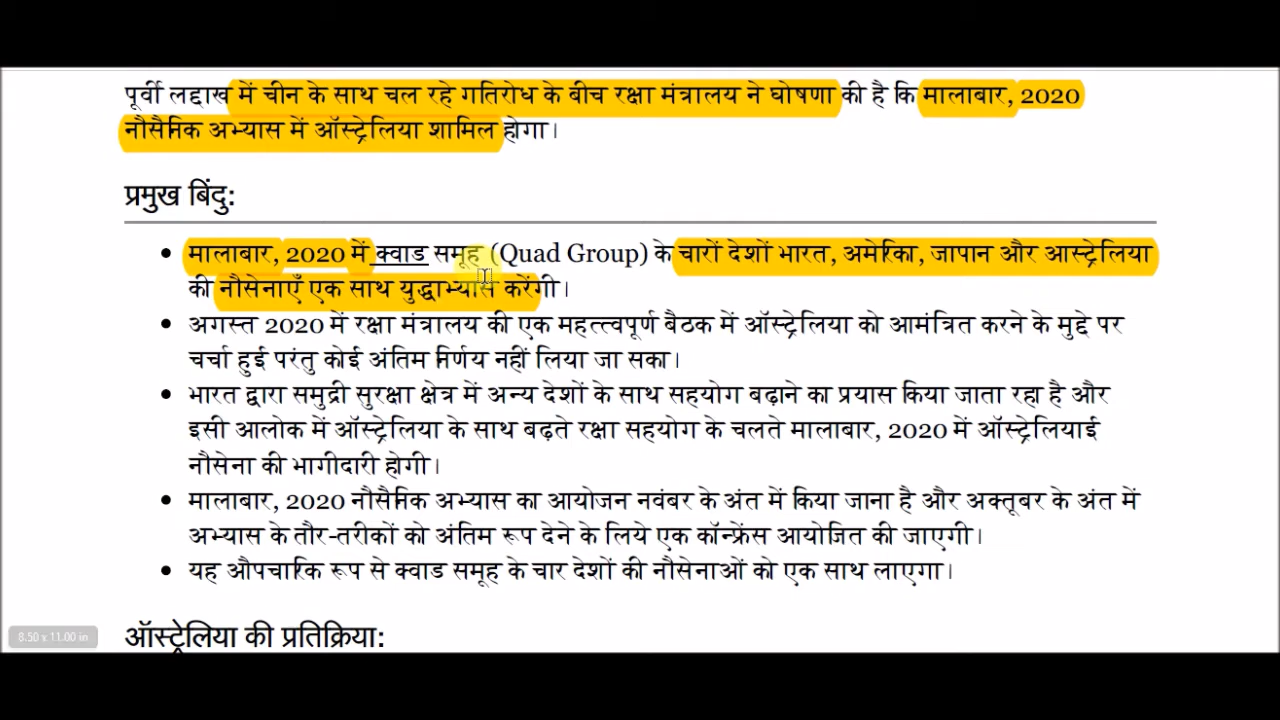 पूर्वी लद्दाख में चीन के साथ चल रहे गतिरोध के बीच रक्षा मंत्रालय ने घोषणा की है कि मालाबार, 2020
नौसैनिक अभ्यास में ऑस्ट्रेलिया शामिल होगा।
प्रमुख बिंदु:
• मालाबार, 2020 में क्वाड समूह (Quad Group) के चारों देशों भारत, अमेरिका, जापान और आस्ट्रेलिया
की नौसेनाएँ एक साथ युद्धाभ्यास करेंगी।
• अगस्त 2020 में रक्षा मंत्रालय की एक महत्त्वपूर्ण बैठक में ऑस्ट्रेलिया को आमंत्रित करने के मुद्दे पर
चर्चा हुई परंतु कोई अंतिम निर्णय नहीं लिया जा सका।
• भारत द्वारा समुद्री सुरक्षा क्षेत्र में अन्य देशों के साथ सहयोग बढ़ाने का प्रयास किया जाता रहा है और
इसी आलोक में ऑस्ट्रेलिया के साथ बढ़ते रक्षा सहयोग के चलते मालाबार, 2020 में ऑस्ट्रेलियाई
नौसेना की भागीदारी होगी।
• मालाबार, 2020 नौसैनिक अभ्यास का आयोजन नवंबर के अंत में किया जाना है और अक्तूबर के अंत में
अभ्यास के तौर-तरीकों को अंतिम रूप देने के लिये एक कॉन्फ्रेंस आयोजित की जाएगी।
• यह औपचारिक रूप से क्वाड समूह के चार देशों की नौसेनाओं को एक साथ लाएगा।
8.50 x 11.00 in
ऑस्ट्रेलिया की प्रतिक्रिया: